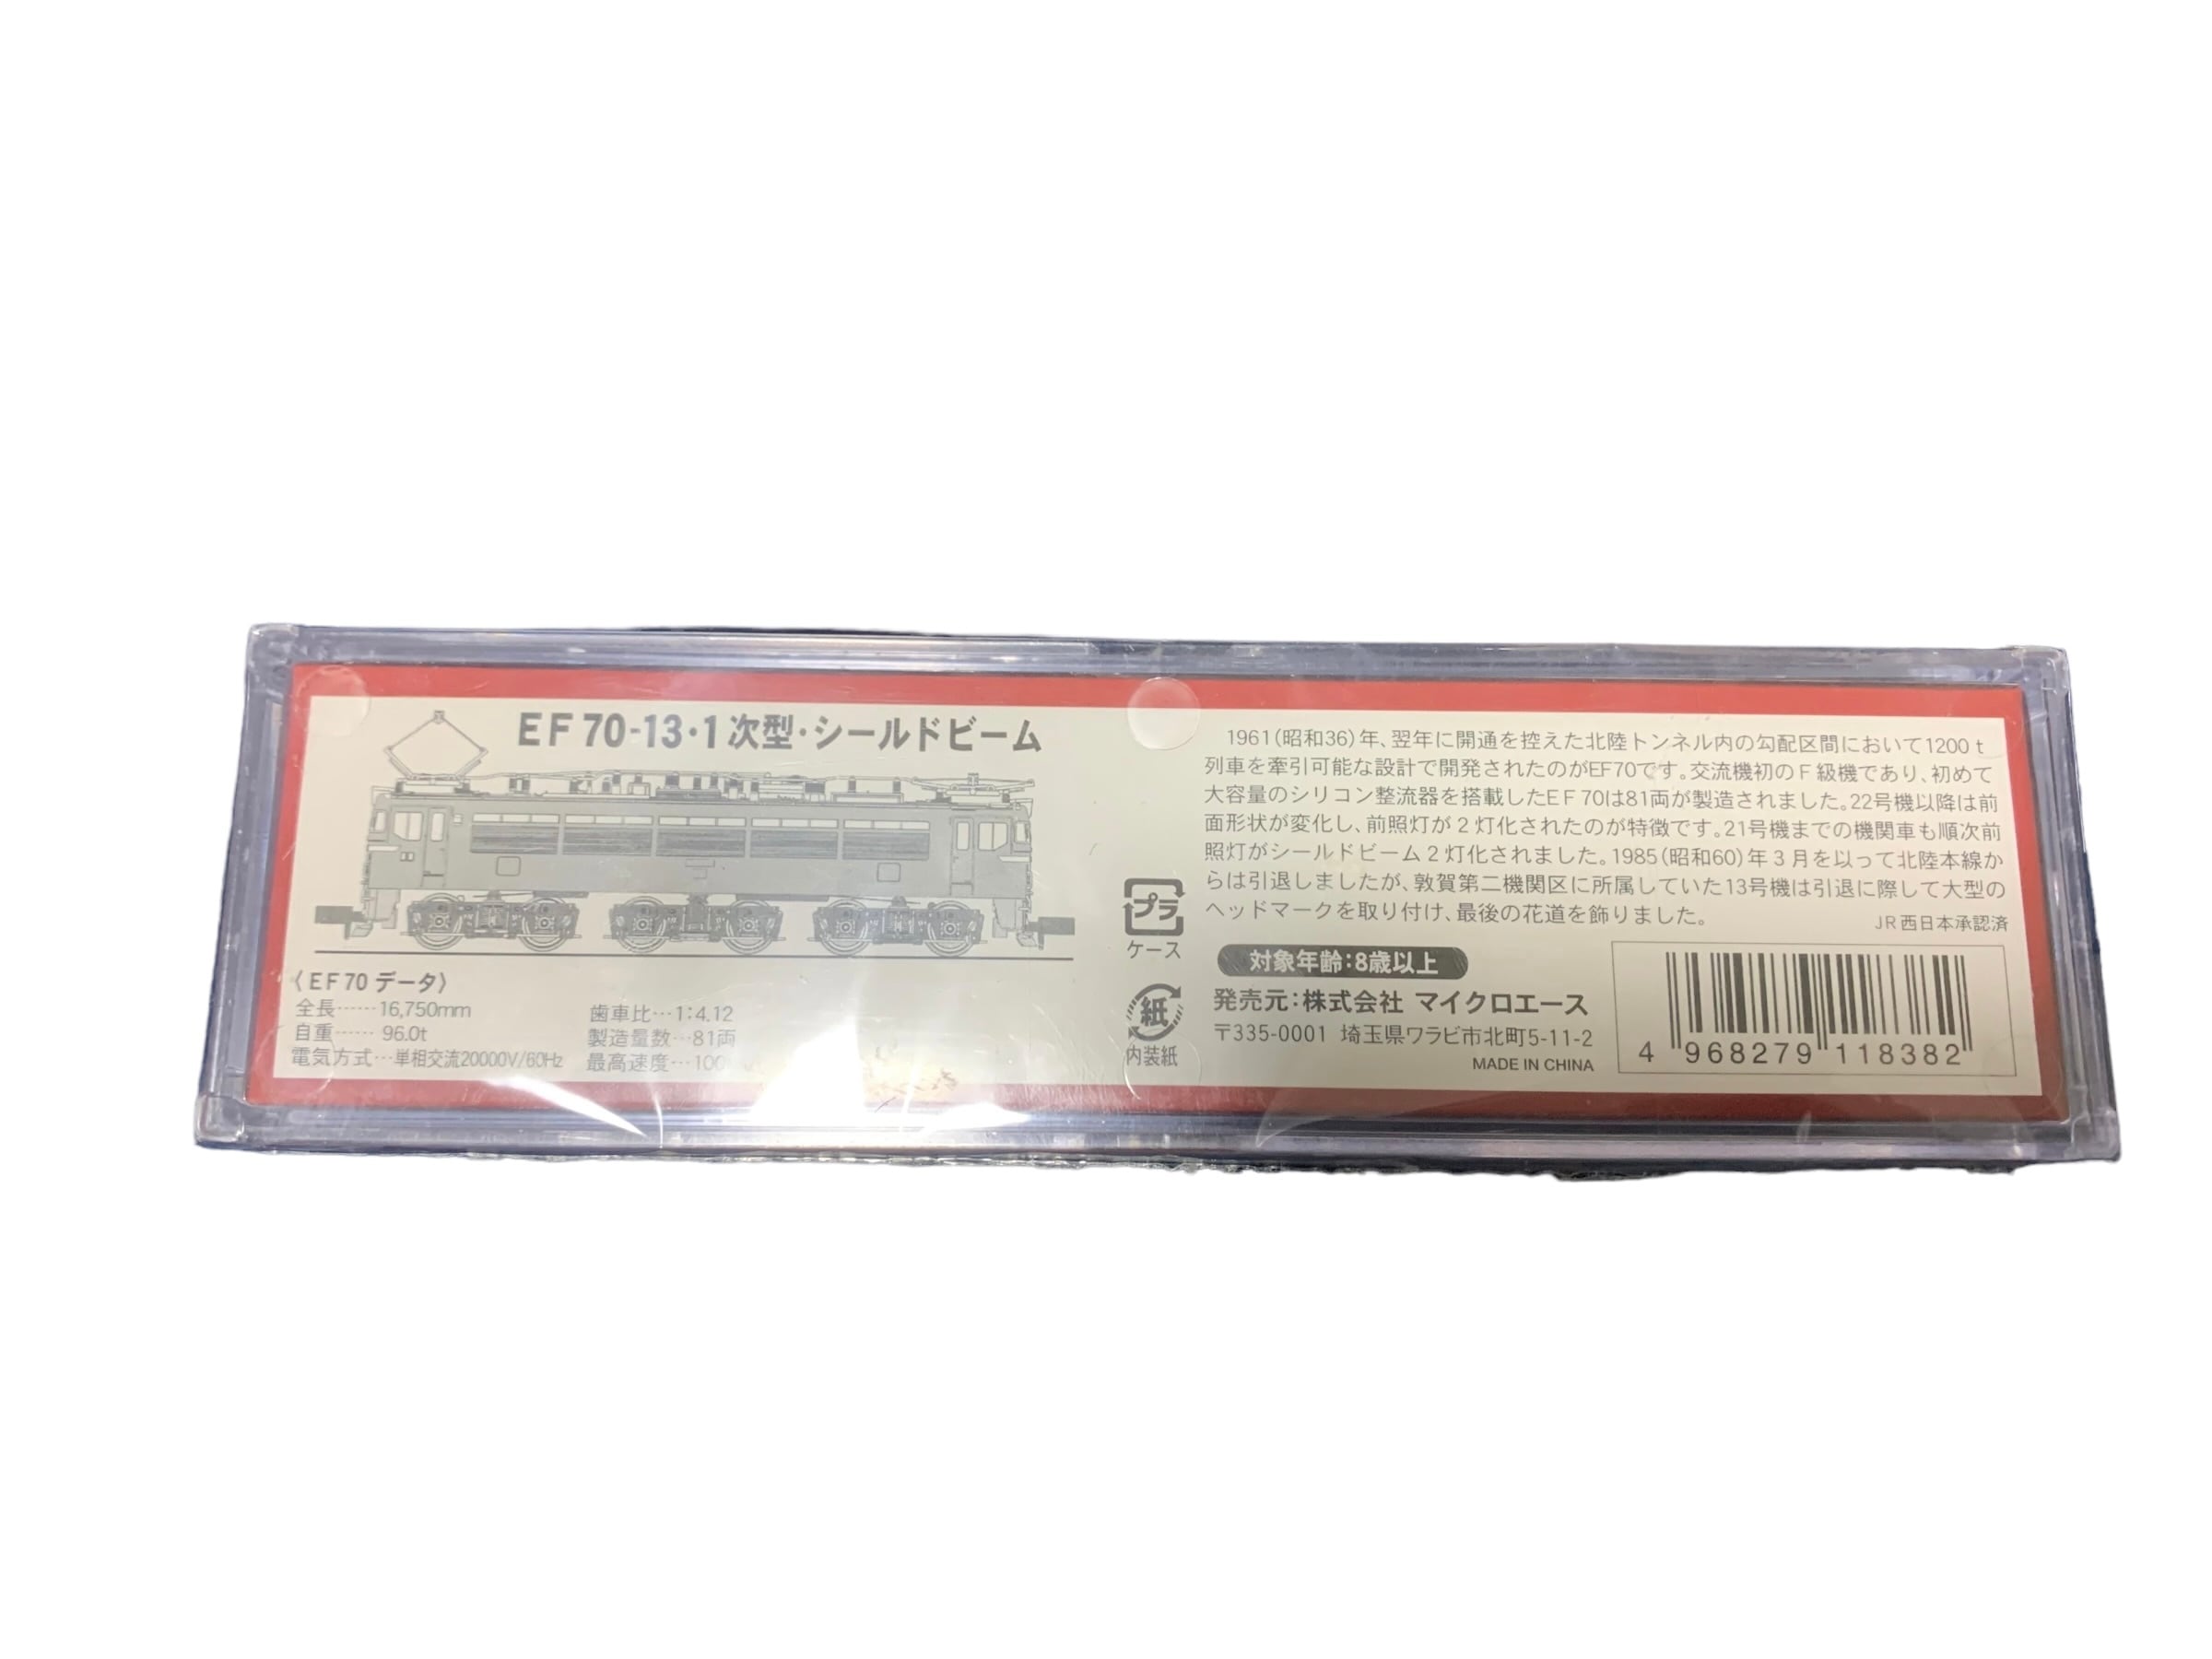 EF70-13・1次型・シールドビーム
〈EF70 データ〉
全長……16,750mm
自重…… 96.0t
電気方式…単相交流20000V/60Hz
歯車比…1:4.12
製造量数…81両
最高速度…100
プラ
ケース
紙
内装紙
1961(昭和36)年、翌年に開通を控えた北陸トンネル内の勾配区間において1200t
列車を牽引可能な設計で開発されたのがEF70です。交流機初のF級機であり、初めて
大容量のシリコン整流器を搭載したEF70は81両が製造されました。22号機以降は前
面形状が変化し、前照灯が2灯化されたのが特徴です。21号機までの機関車も順次前
照灯がシールドビーム2灯化されました。1985(昭和60)年3月を以って北陸本線か
らは引退しましたが、敦賀第二機関区に所属していた13号機は引退に際して大型の
ヘッドマークを取り付け、最後の花道を飾りました。
JR西日本承認済
対象年齢:8歳以上
発売元:株式会社 マイクロエース
〒335-0001 埼玉県ワラビ市北町5-11-2
MADE IN CHINA
4 968279 118382